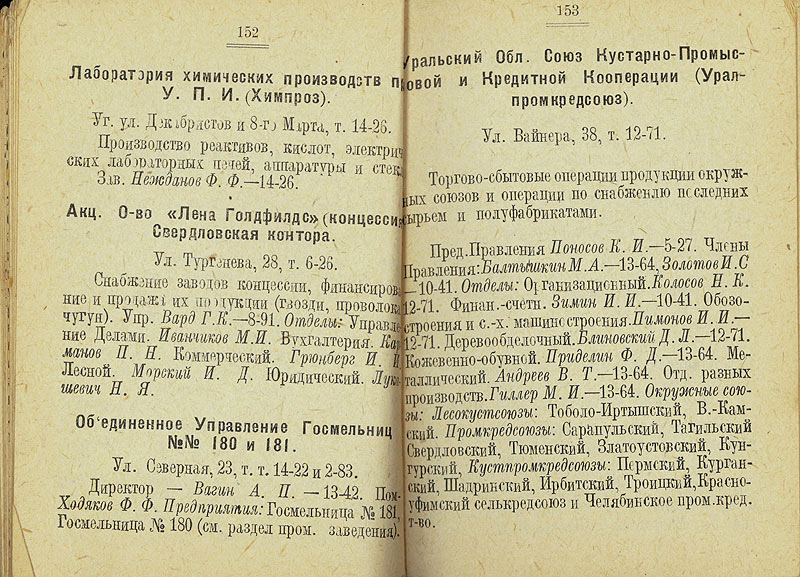 152
Лаборатория химических производств п
У. П. И. (Химпроз).
Уг. ул. Декабристов и 8-го Марта, т. 14-26.
Производство реактивов, кислот, электрич
ских лабораторных печей, аппаратуры и стек
Зав. Нежданов Ф. Ф.—14-26.
Акц. О-во «Лена Голдфилдс» (концесси
Свердловская контора.
Ул. Тургенева, 28, т. 6-26.
Снабжение заводов концессии, финансиров
ние и продажа их продукции (гвозди, проволок
чугун). Упр. Вард Г.К.—8-91. Отделы: Управле
ние Делами. Иванчиков М.И. Бухгалтерия. Кар
манов П. Н. Коммерческий. Грюнберг И. И
Лесной. Морский И. Д. Юридический. Лук
шевич Н. Я.
Об'единенное Управление Госмельниц
№№ 180 и 181.
Ул. Северная, 23, т. т. 14-22 и 2-83.
Директор — Вагин А. П. — 13-42. Пом.
Ходяков Ф. Ф. Предприятия: Госмельница № 181,
Госмельница № 180 (см. раздел пром. заведения).
153
Уральский Обл. Союз Кустарно-Промыс-
овой и Кредитной Кооперации (Урал-
промкредсоюз).
Ул. Вайнера, 38, т. 12-71.
Торгово-сбытовые операции продукции окруж-
ных союзов и операции по снабжению последних
сырьем и полуфабрикатами.
Пред. Правления Поносов К. И.—5-27. Члены
Правления: Балтышкин М.А.—13-64, Золотов И.С
—10-41. Отделы: Организационный. Колосов Н. К.
12-71. Финан.-счетн. Зимин И. И.—10-41. Обозо-
строения и с.-х. машиностроения. Пимонов И. И.—
12-71. Деревообделочный. Блиновский Д. Л.—12-71.
Кожевенно-обувной. Приделин Ф. Д.—13-64. Ме-
таллический. Андреев В. Т.—13-64. Отд. разных
производств. Гиллер М. И.—13-64. Окружные сою-
зы: Лесокустсоюзы: Тоболо-Иртышский, В.-Кам-
ский. Промкредсоюзы: Сарапульский, Тагильский
Свердловский, Тюменский, Златоустовский, Кун-
гурский, Кустпромкредсоюзы: Пермский, Курган-
ский, Шадринский, Ирбитский, Троицкий, Красно-
уфимский селькредсоюз и Челябинское пром.кред.
т-во.